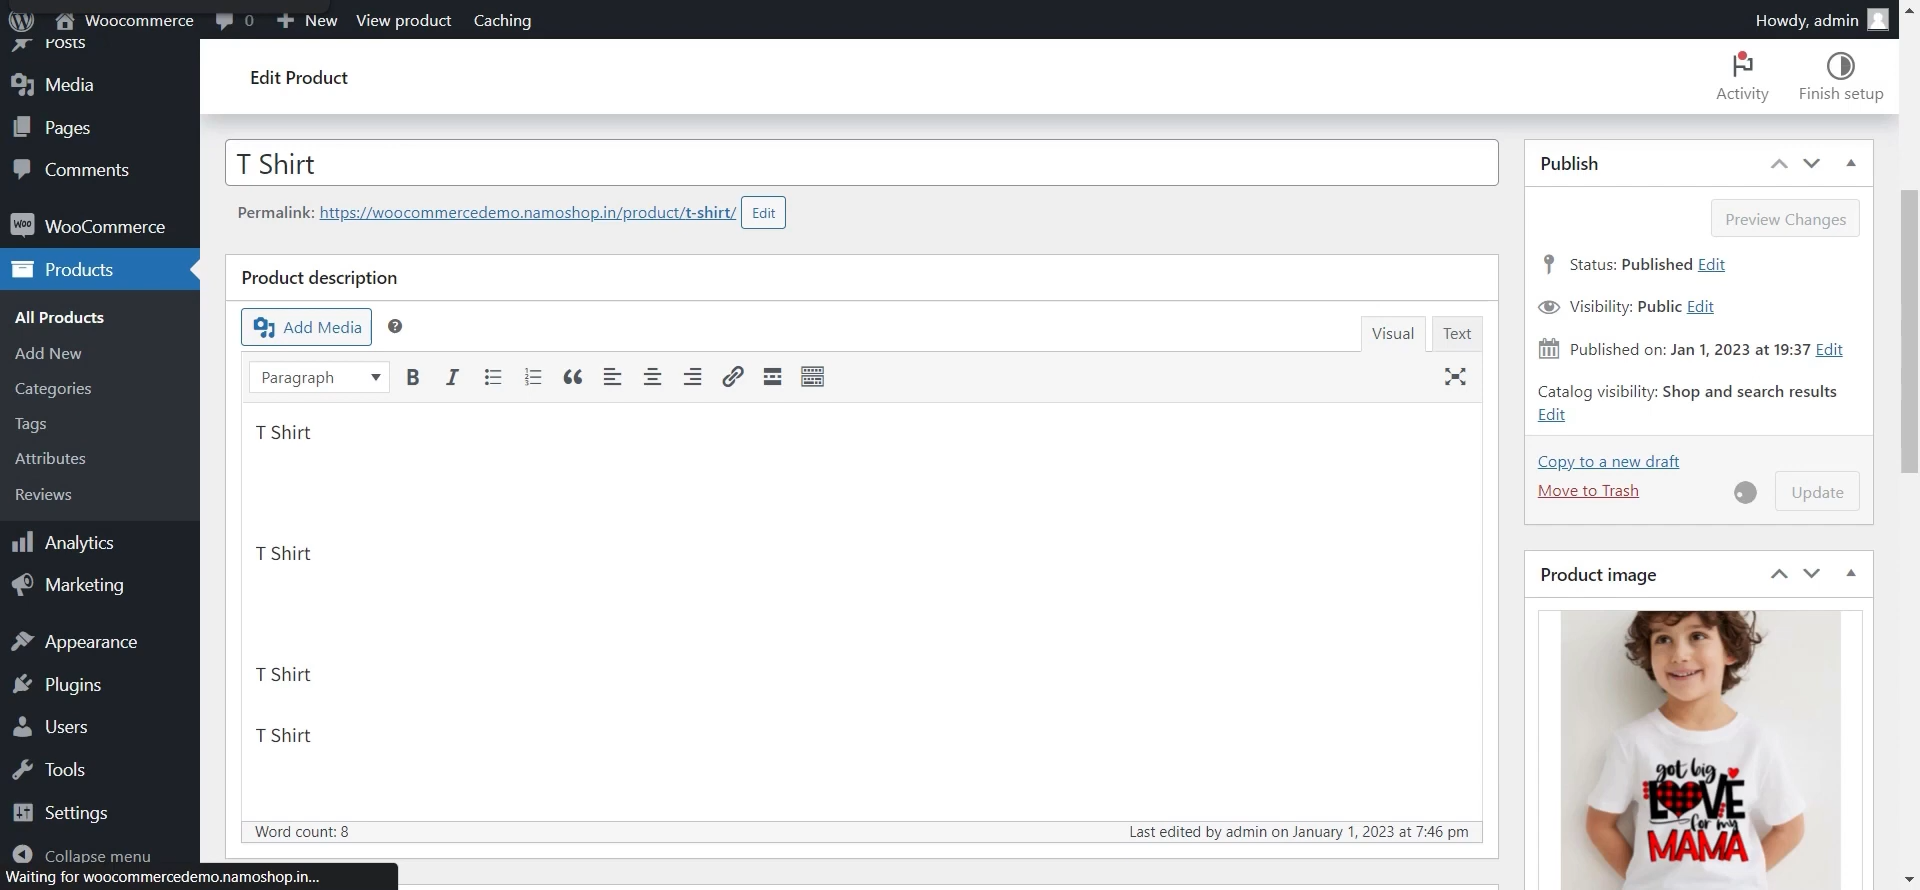 Woocommerce 0 New View product Caching Howdy, admin
Posts
Media
Pages
Comments
Woo WooCommerce
Products
All Products
Add New
Categories
Tags
Attributes
Reviews
Analytics
Marketing
Appearance
Plugins
Users
Tools
Settings
Collapse menu
Waiting for woocommercedemo.namoshop.in...
Edit Product
Activity
Finish setup
T Shirt
Permalink: https://woocommercedemo.namoshop.in/product/t-shirt/ Edit
Product description
Add Media
Visual Text
Paragraph
T Shirt
T Shirt
T Shirt
T Shirt
Word count: 8 Last edited by admin on January 1, 2023 at 7:46 pm
Publish
Preview Changes
Status: Published Edit
Visibility: Public Edit
Published on: Jan 1, 2023 at 19:37 Edit
Catalog visibility: Shop and search results
Edit
Copy to a new draft
Move to Trash
Update
Product image
got big
LOVE
for my
MAMA